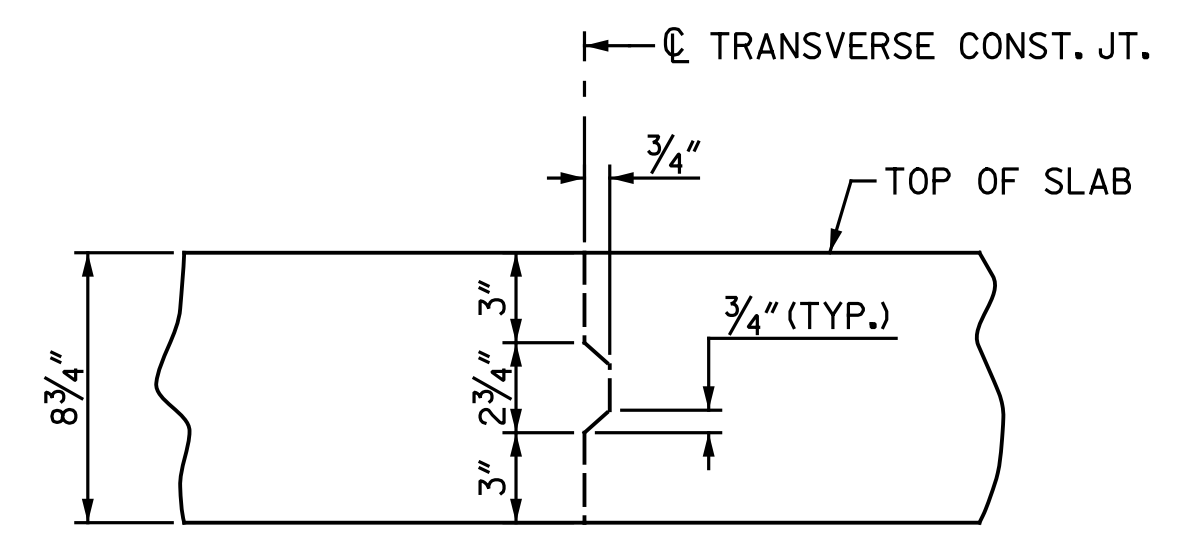 ℄ TRANSVERSE CONST. JT.
3/4"
TOP OF SLAB
3"
3/4" (TYP.)
8 3/4"
2 3/4"
3"